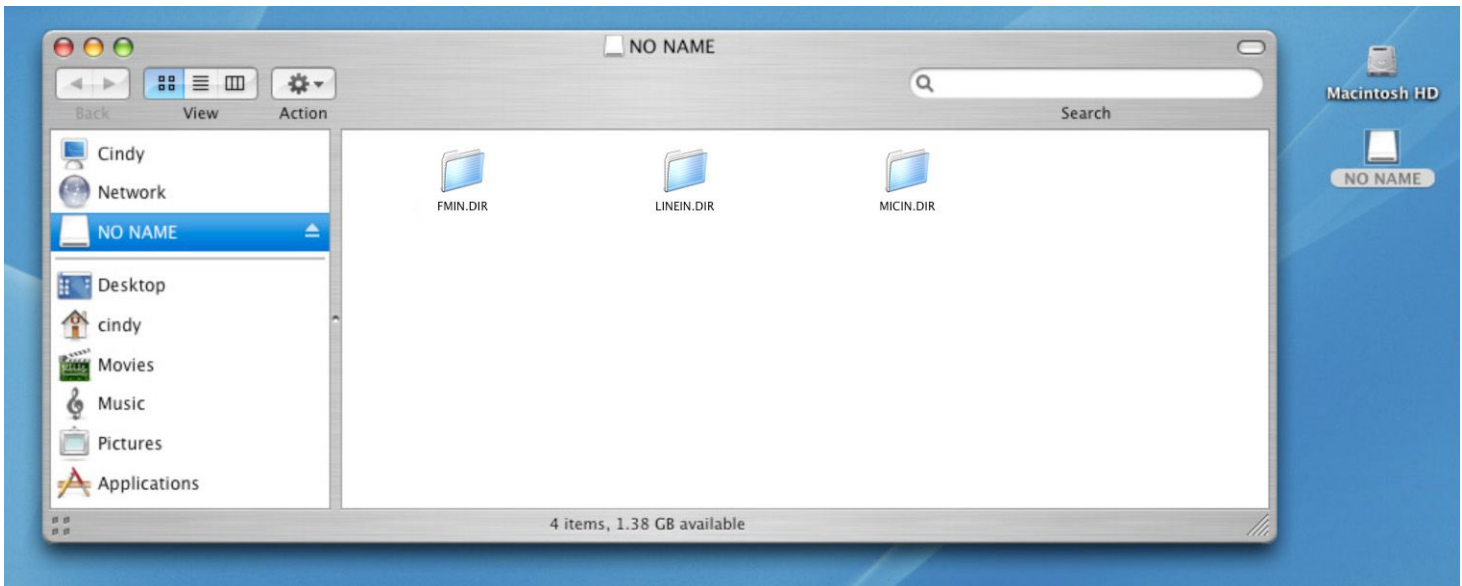 NO NAME
Back
View
Action
Search
Cindy
Network
NO NAME
Desktop
cindy
Movies
Music
Pictures
Applications
FMIN.DIR
LINEIN.DIR
MICIN.DIR
4 items, 1.38 GB available
Macintosh HD
NO NAME